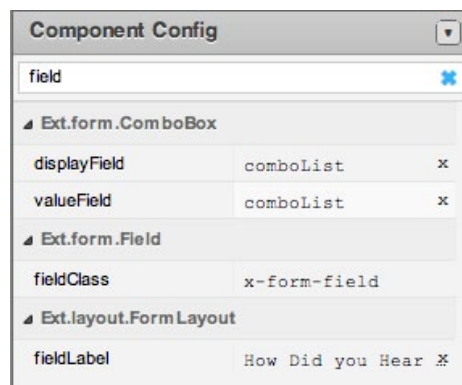 Component Config
field
Ext.form.ComboBox
displayField comboList x
valueField comboList x
Ext.form.Field
fieldClass x-form-field
Ext.layout.FormLayout
fieldLabel How Did you Hear x